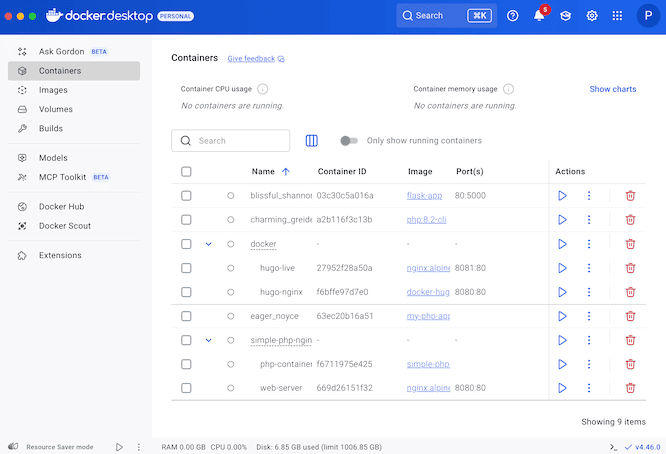 docker.desktop PERSONAL Search ⌘K 5 P
Ask Gordon BETA
Containers
Images
Volumes
Builds
Models
MCP Toolkit BETA
Docker Hub
Docker Scout
Extensions
Containers Give feedback
Container CPU usage
No containers are running.
Container memory usage
No containers are running.
Show charts
Search Only show running containers
Name Container ID Image Port(s) Actions
blissful_shannon 03c30c5a016a flask-app 80:5000
charming_greide a2b116f3c13b php:8.2-cli
docker - - -
hugo-live 27952f28a50a nginx:alpine 8081:80
hugo-nginx f6bffe97d7e0 docker-hug 8080:80
eager_noyce 63ec20b16a51 my-php-app
simple-php-ngin - - -
php-container f6711975e425 simple-php-
web-server 669d26151f32 nginx:alpine 8080:80
Showing 9 items
Resource Saver mode RAM 0.00 GB CPU 0.00% Disk: 6.85 GB used (limit 1006.85 GB) v4.46.0